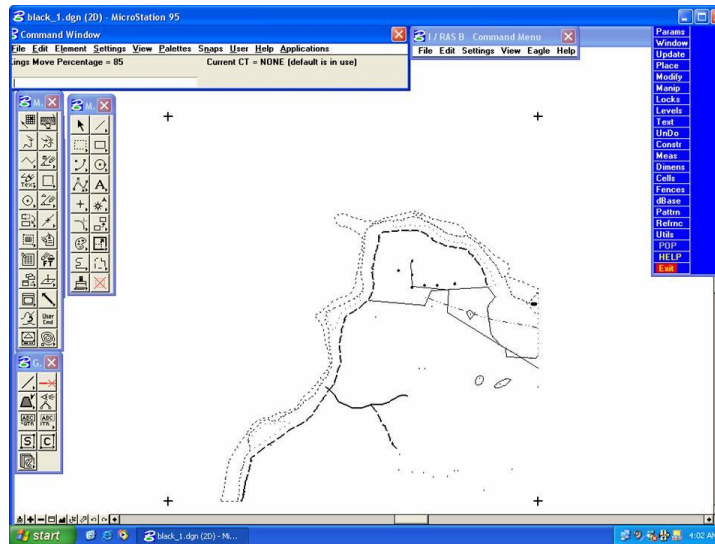 black_1.dgn (2D) - MicroStation 95
Command Window
File Edit Element Settings View Palettes Snaps User Help Applications
ings Move Percentage = 85 Current CT = NONE (default is in use)
I / RAS B Command Menu
File Edit Settings View Eagle Help
Params
Window
Update
Place
Modify
Manip
Locks
Levels
Text
UnDo
Constr
Meas
Dimens
Cells
Fences
dBase
Pattrn
Refrnc
Utils
POP
HELP
Exit
M..
M..
Text
User
Cmd
G..
ABC
ABC
S
C
start
black_1.dgn (2D) - Mi...
4:02 AM